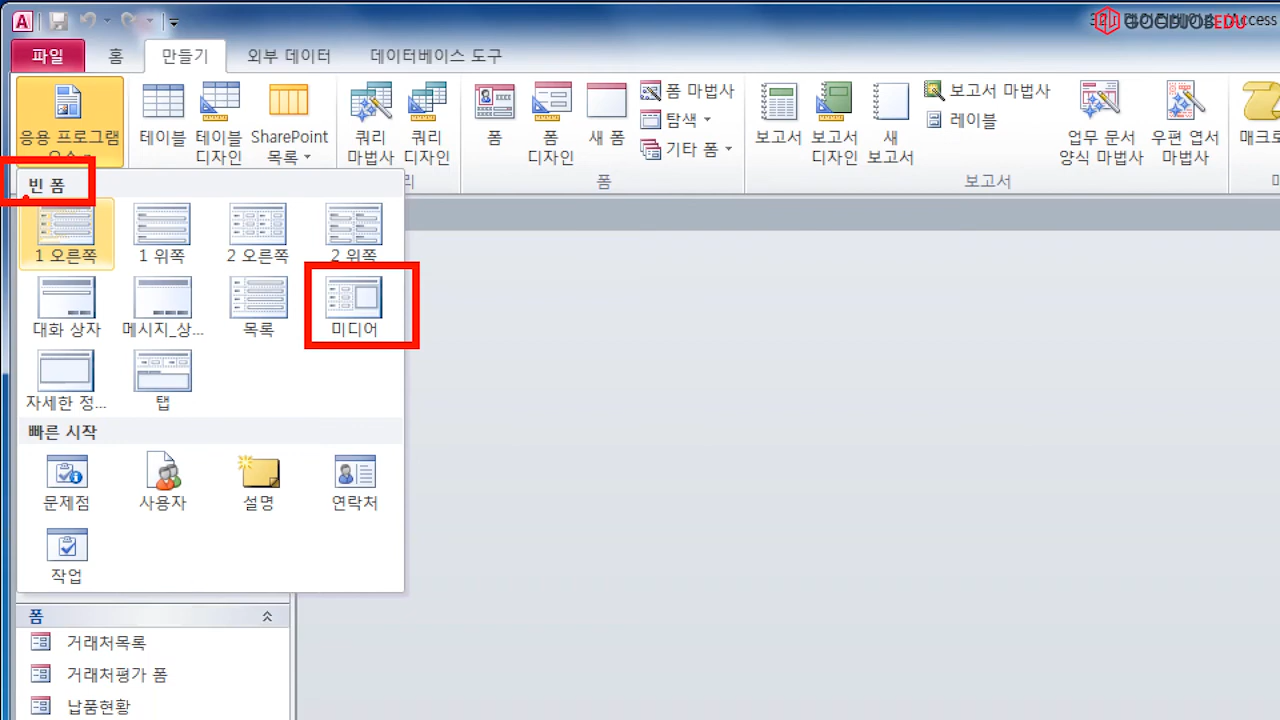 GOODJOBEDU
Access
파일 홈 만들기 외부 데이터 데이터베이스 도구
응용 프로그램
테이블
테이블
디자인
SharePoint
목록
쿼리
마법사
쿼리
디자인
폼
폼
디자인
새 폼
폼 마법사
탐색
기타 폼
폼
보고서
보고서
디자인
새
보고서
보고서 마법사
레이블
업무 문서
양식 마법사
우편 엽서
마법사
보고서
매크로
빈 폼
1 오른쪽 1 위쪽 2 오른쪽 2 위쪽
대화 상자 메시지_상... 목록 미디어
자세한 정... 탭
빠른 시작
문제점 사용자 설명 연락처
작업
폼
거래처목록
거래처평가 폼
납품현황